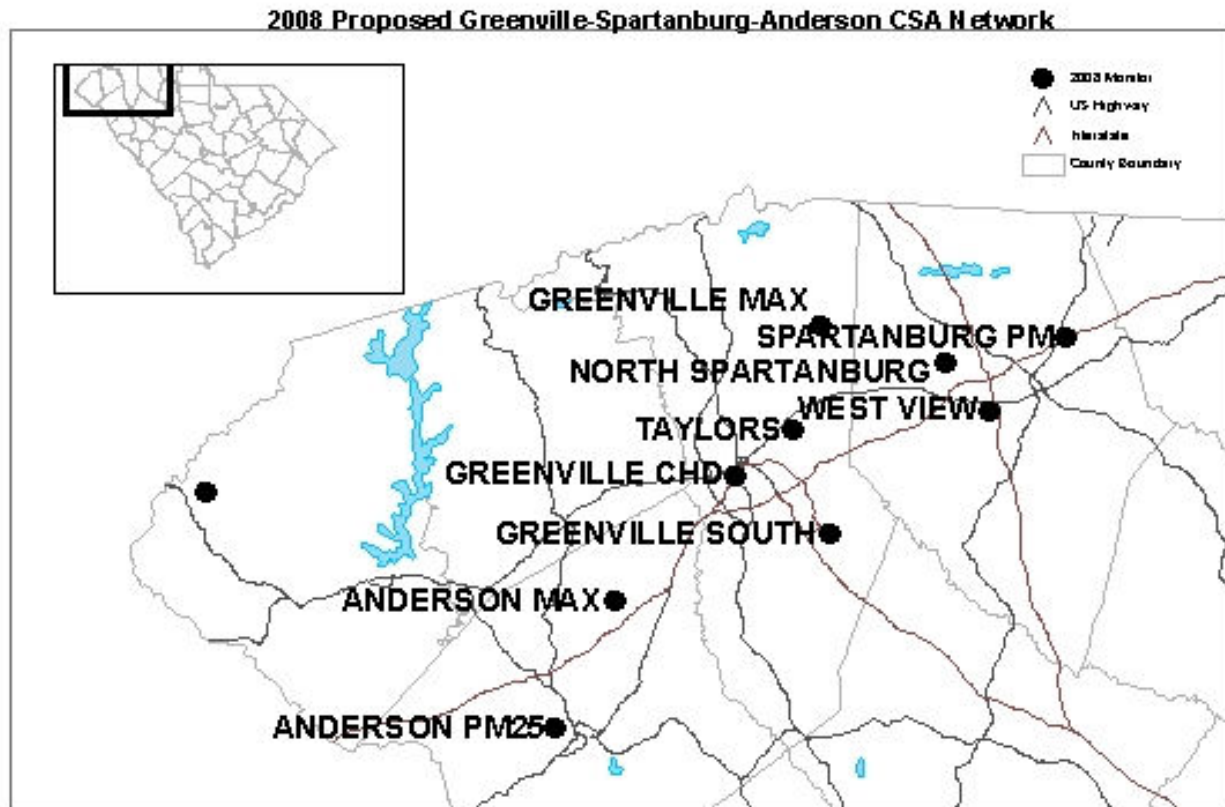 2008 Proposed Greenville-Spartanburg-Anderson CSA Network
2008 Monitor
US Highway
Interstate
County Boundary
GREENVILLE MAX
SPARTANBURG PM
NORTH SPARTANBURG
WEST VIEW
TAYLORS
GREENVILLE CHD
GREENVILLE SOUTH
ANDERSON MAX
ANDERSON PM25